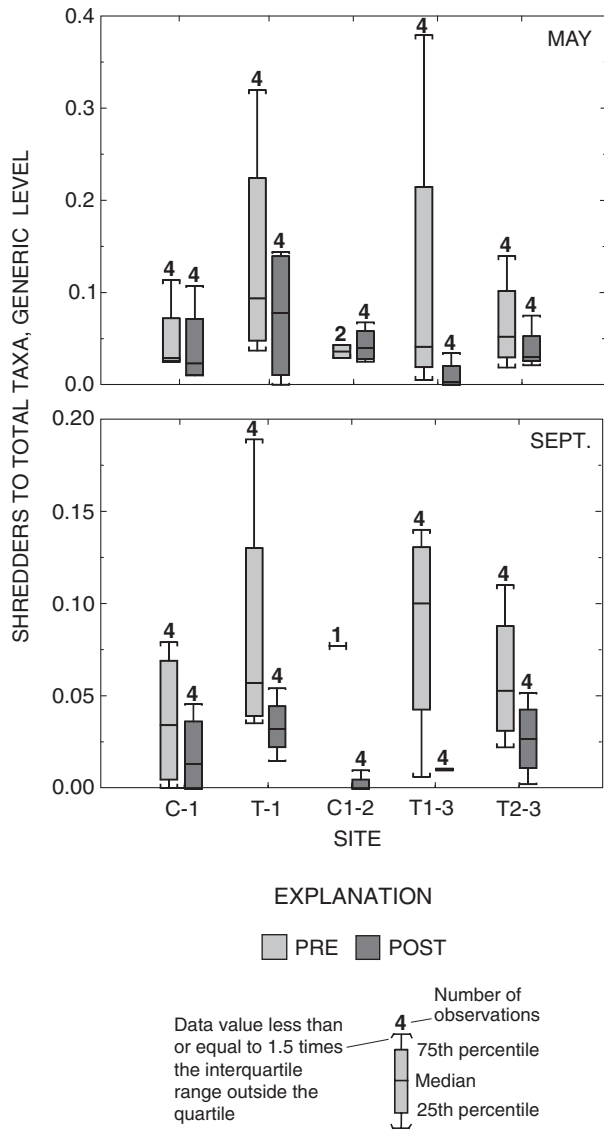 SHREDDERS TO TOTAL TAXA, GENERIC LEVEL
MAY
0.4
0.3
0.2
0.1
0.0
4 4 4 4 2 4 4 4 4 4
SEPT.
0.20
0.15
0.10
0.05
0.00
4 4 4 4 1 4 4 4 4 4
C-1 T-1 C1-2 T1-3 T2-3
SITE
EXPLANATION
PRE POST
Data value less than
or equal to 1.5 times
the interquartile
range outside the
quartile
4
Number of
observations
75th percentile
Median
25th percentile